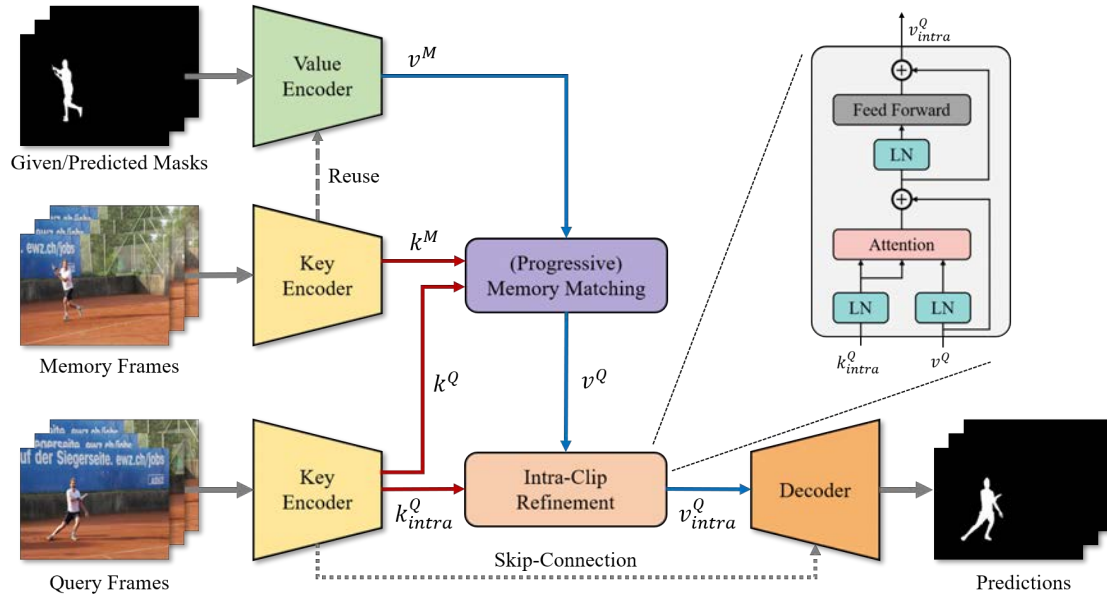 Given/Predicted Masks
Value
Encoder
v^M
Reuse
. ewz.ch/jobs
Memory Frames
Key
Encoder
k^M
(Progressive)
Memory Matching
k^Q
v^Q
auf der Siegerseite. ewz.ch/jobs
Query Frames
Key
Encoder
k^Q_intra
Intra-Clip
Refinement
v^Q_intra
Decoder
Skip-Connection
Predictions
v^Q_intra
Feed Forward
LN
Attention
LN
LN
k^Q_intra
v^Q